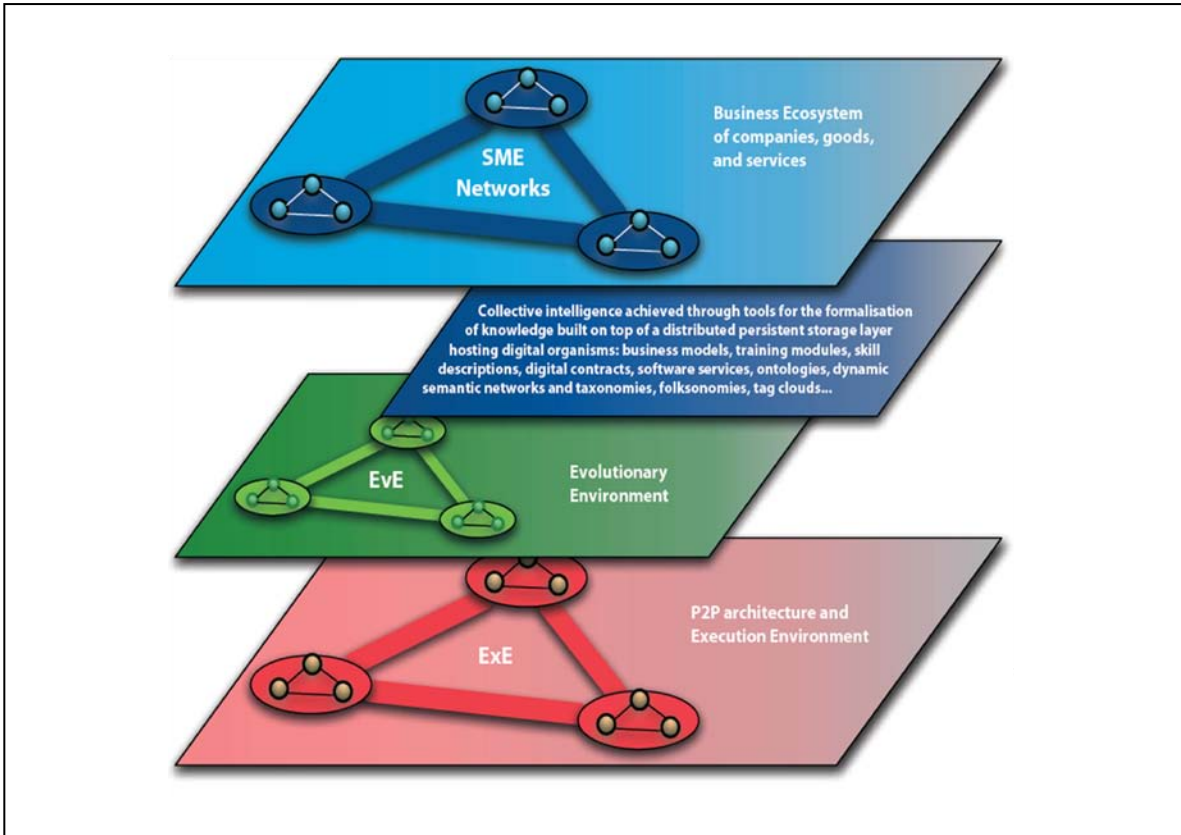 SME
Networks
Business Ecosystem
of companies, goods,
and services
Collective intelligence achieved through tools for the formalisation
of knowledge built on top of a distributed persistent storage layer
hosting digital organisms: business models, training modules, skill
descriptions, digital contracts, software services, ontologies, dynamic
semantic networks and taxonomies, folksonomies, tag clouds...
EvE
Evolutionary
Environment
ExE
P2P architecture and
Execution Environment